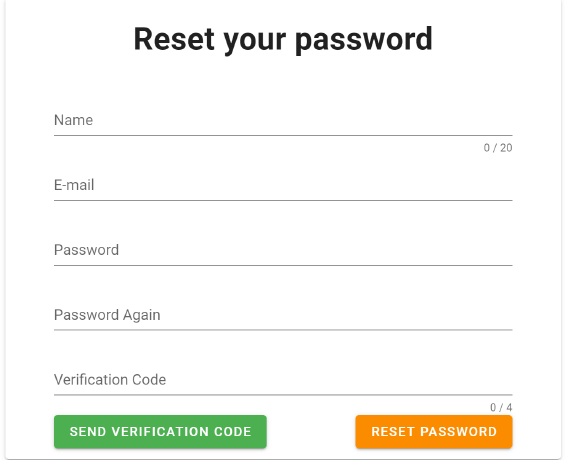 Reset your password
Name
0 / 20
E-mail
Password
Password Again
Verification Code
0 / 4
SEND VERIFICATION CODE RESET PASSWORD